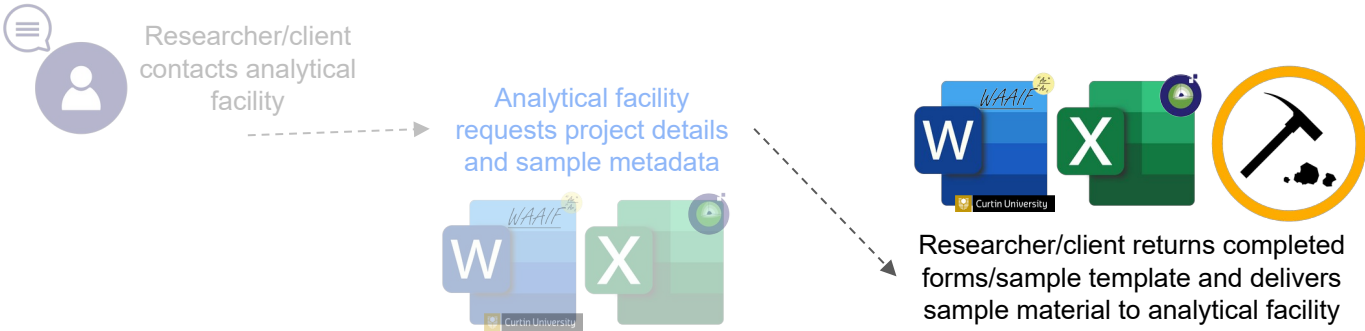 Researcher/client
contacts analytical
facility
Analytical facility
requests project details
and sample metadata
WAAIF
W
X
Curtin University
WAAIF
W
X
Curtin University
Researcher/client returns completed
forms/sample template and delivers
sample material to analytical facility